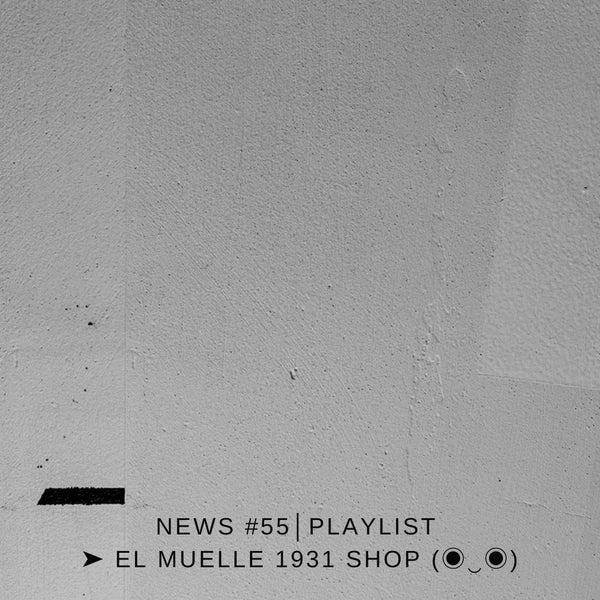 NEWS #55│PLAYLIST
➤ EL MUELLE 1931 SHOP (◉‿◉)